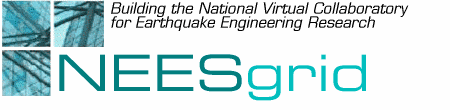 Building the National Virtual Collaboratory
for Earthquake Engineering Research
NEESgrid